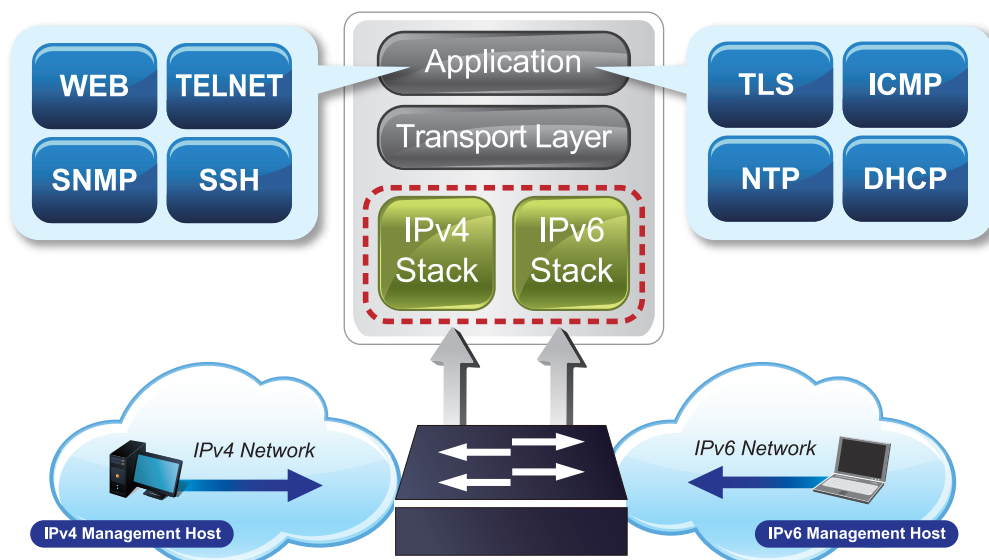 Application
Transport Layer
IPv4
Stack
IPv6
Stack
WEB
TELNET
SNMP
SSH
TLS
ICMP
NTP
DHCP
IPv4 Network
IPv4 Management Host
IPv6 Network
IPv6 Management Host